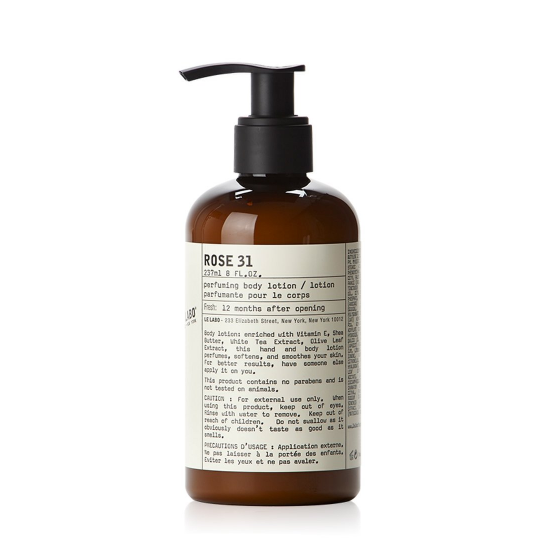 ROSE 31
237ml 8 FL.OZ.
perfuming body lotion / lotion
parfumante pour le corps
Fresh: 12 months after opening
LE LABO - 233 Elizabeth Street, New York, New York 10012
Body lotion: enriched with Vitamin E, Shea
Butter, White Tea Extract, Olive Leaf
Extract, this hand and body lotion
perfumes, softens, and smoothes your skin.
For better results, have someone else
apply it on you.
This product contains no parabens and is
not tested on animals.
CAUTION : For external use only. When
using this product, keep out of eyes.
Rinse with water to remove. Keep out of
reach of children. Do not swallow as it
obviously doesn't taste as good as it
smells.
PRÉCAUTIONS D'USAGE : Application externe.
Ne pas laisser à la portée des enfants.
Eviter les yeux et ne pas avaler.